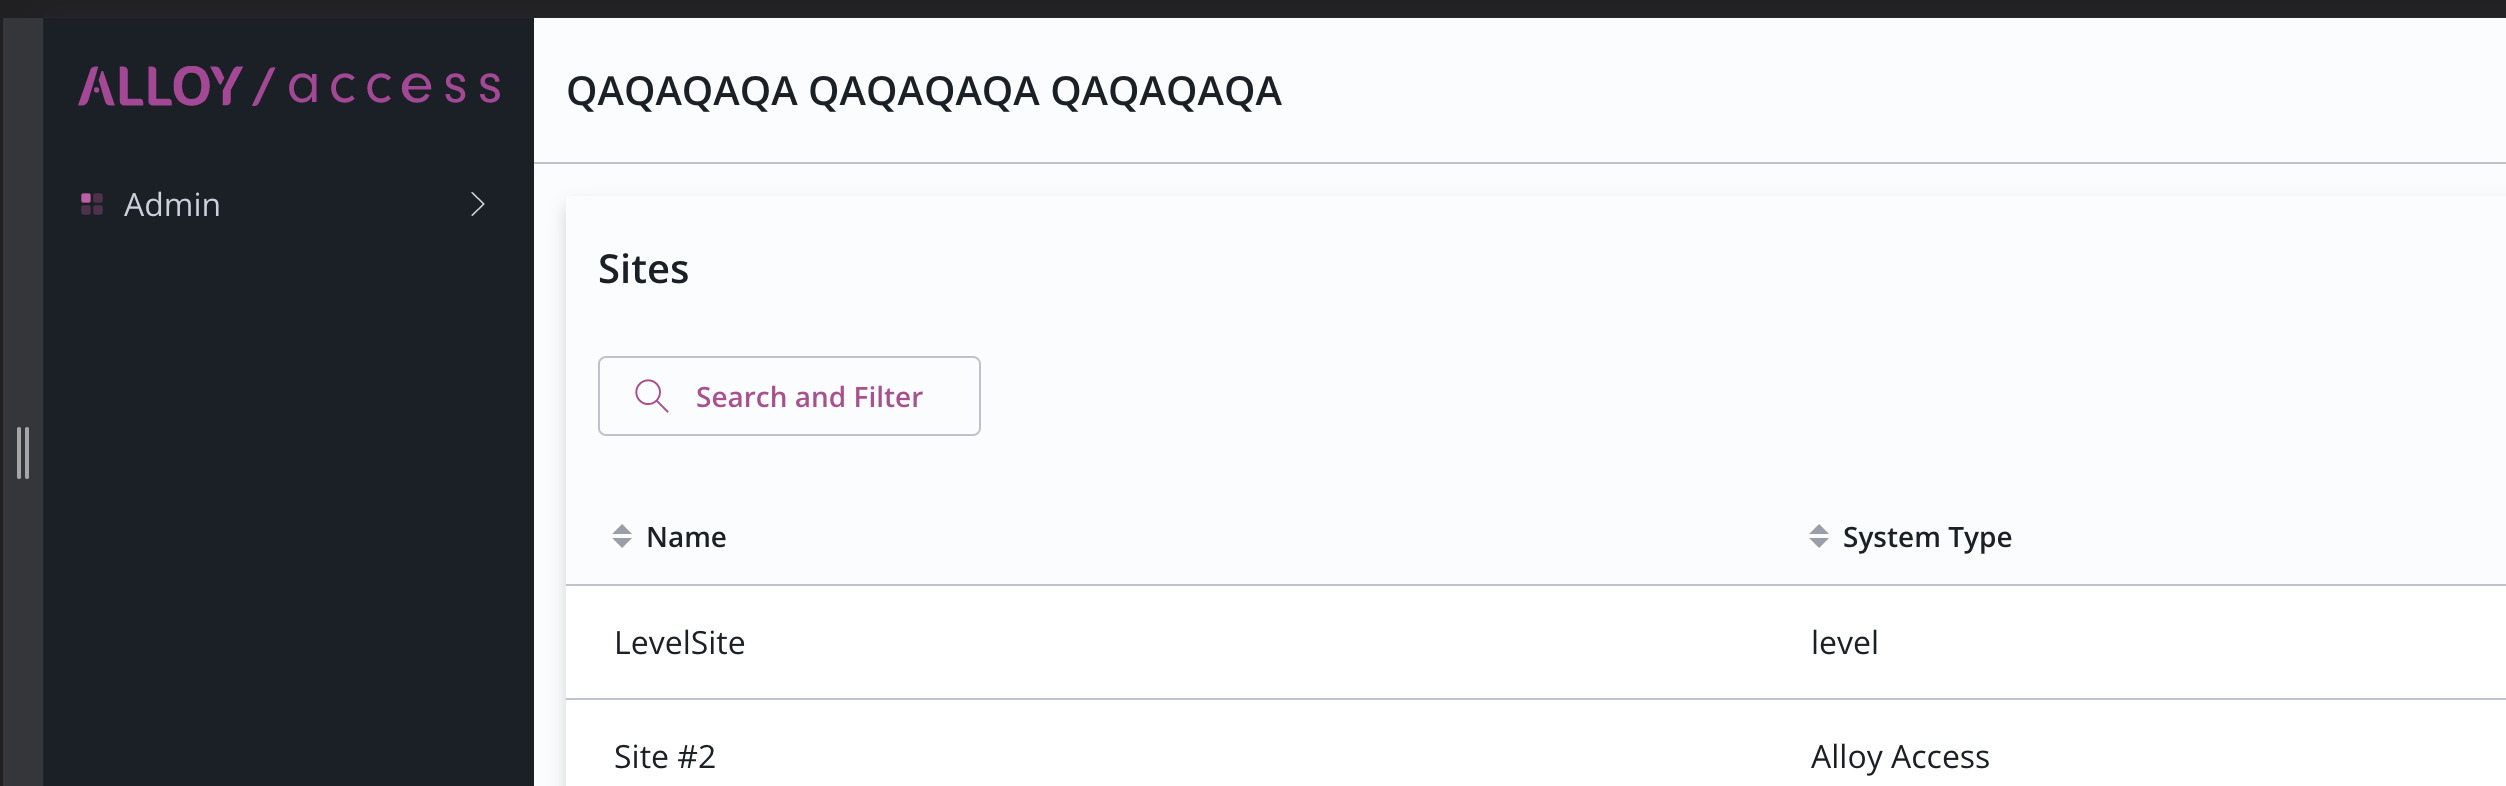 ALLOY/access
QAQAQAQA QAQAQAQA QAQAQAQA
Admin
Sites
Search and Filter
Name System Type
LevelSite level
Site #2 Alloy Access